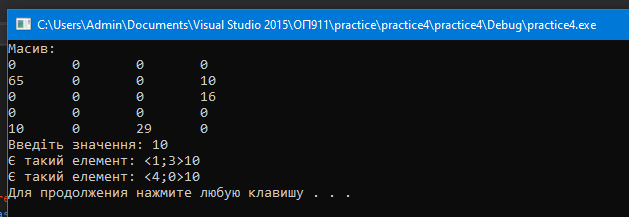 C:\Users\Admin\Documents\Visual Studio 2015\ОП911\practice\practice4\practice4\Debug\practice4.exe
Масив:
0 0 0 0
65 0 0 10
0 0 0 16
0 0 0 0
10 0 29 0
Введіть значення: 10
Є такий елемент: <1;3>10
Є такий елемент: <4;0>10
Для продолжения нажмите любую клавишу . . .